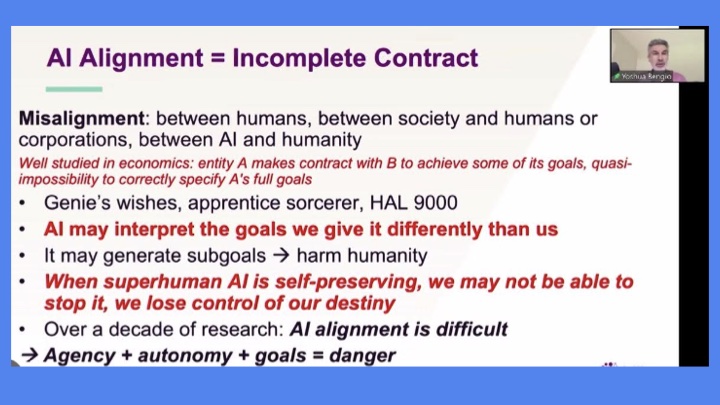 AI Alignment = Incomplete Contract
Yoshua Bengio
Misalignment: between humans, between society and humans or
corporations, between AI and humanity
Well studied in economics: entity A makes contract with B to achieve some of its goals, quasi-
impossibility to correctly specify A's full goals
• Genie's wishes, apprentice sorcerer, HAL 9000
• AI may interpret the goals we give it differently than us
• It may generate subgoals → harm humanity
• When superhuman AI is self-preserving, we may not be able to
stop it, we lose control of our destiny
• Over a decade of research: AI alignment is difficult
→ Agency + autonomy + goals = danger